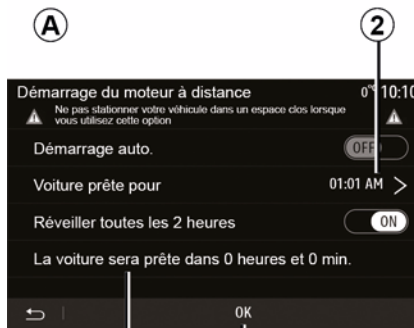 A 2
Démarrage du moteur à distance 0° 10:10
Ne pas stationner votre véhicule dans un espace clos lorsque
vous utilisez cette option
Démarrage auto. OFF
Voiture prête pour 01:01 AM >
Réveiller toutes les 2 heures ON
La voiture sera prête dans 0 heures et 0 min.
OK